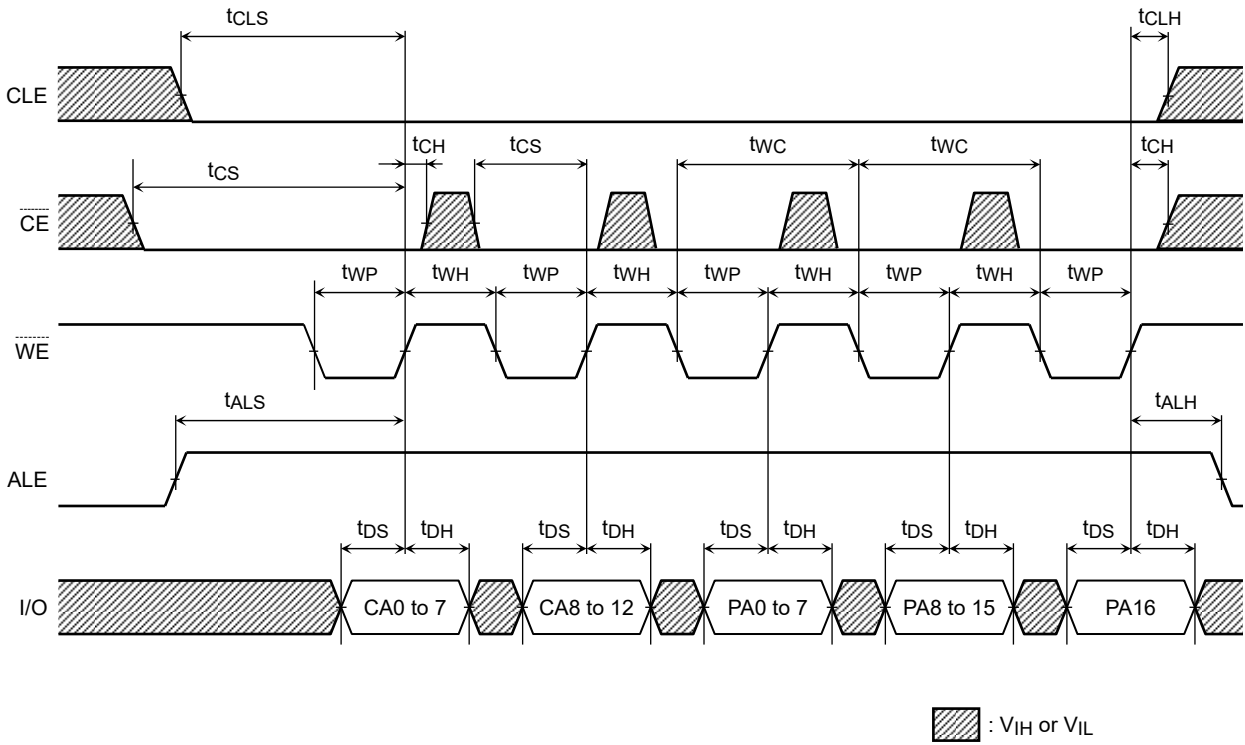 tCLS tCLH
CLE
tCH tCS tWC tWC tCH
tCS
CE
tWP tWH tWP tWH tWP tWH tWP tWH tWP
WE
tALS tALH
ALE
tDS tDH tDS tDH tDS tDH tDS tDH tDS tDH
I/O CA0 to 7 CA8 to 12 PA0 to 7 PA8 to 15 PA16
: VIH or VIL